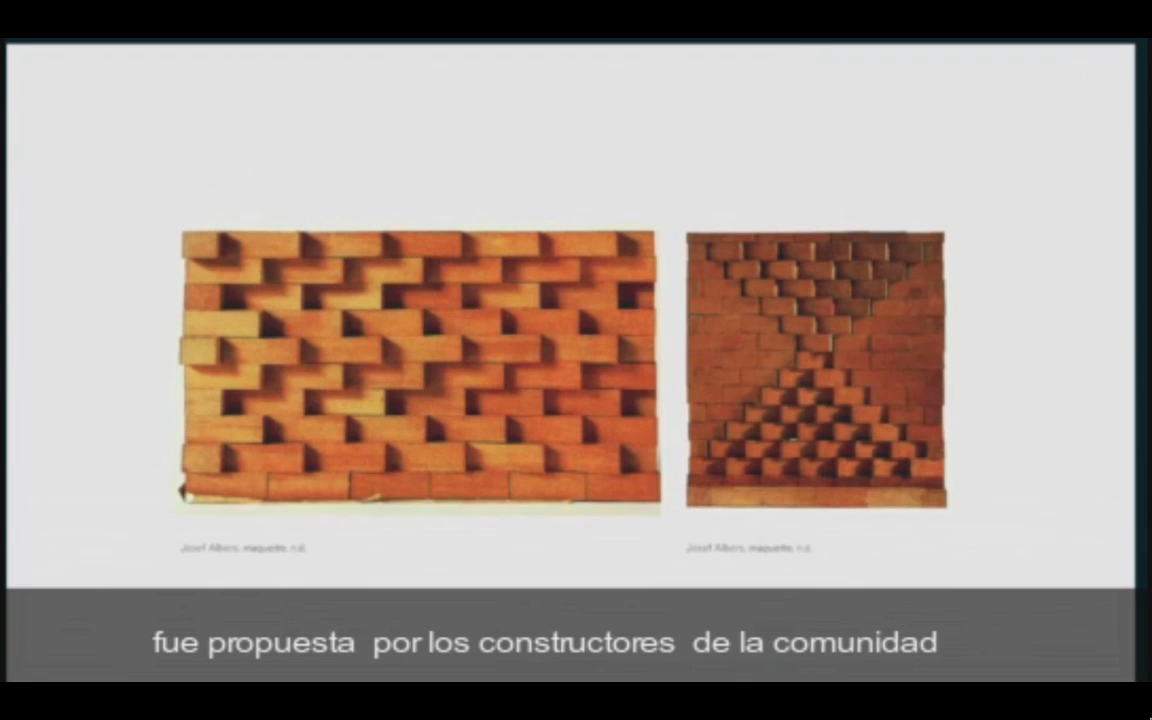 Josef Albers, maquette, n.d.
Josef Albers, maquette, n.d.
fue propuesta por los constructores de la comunidad